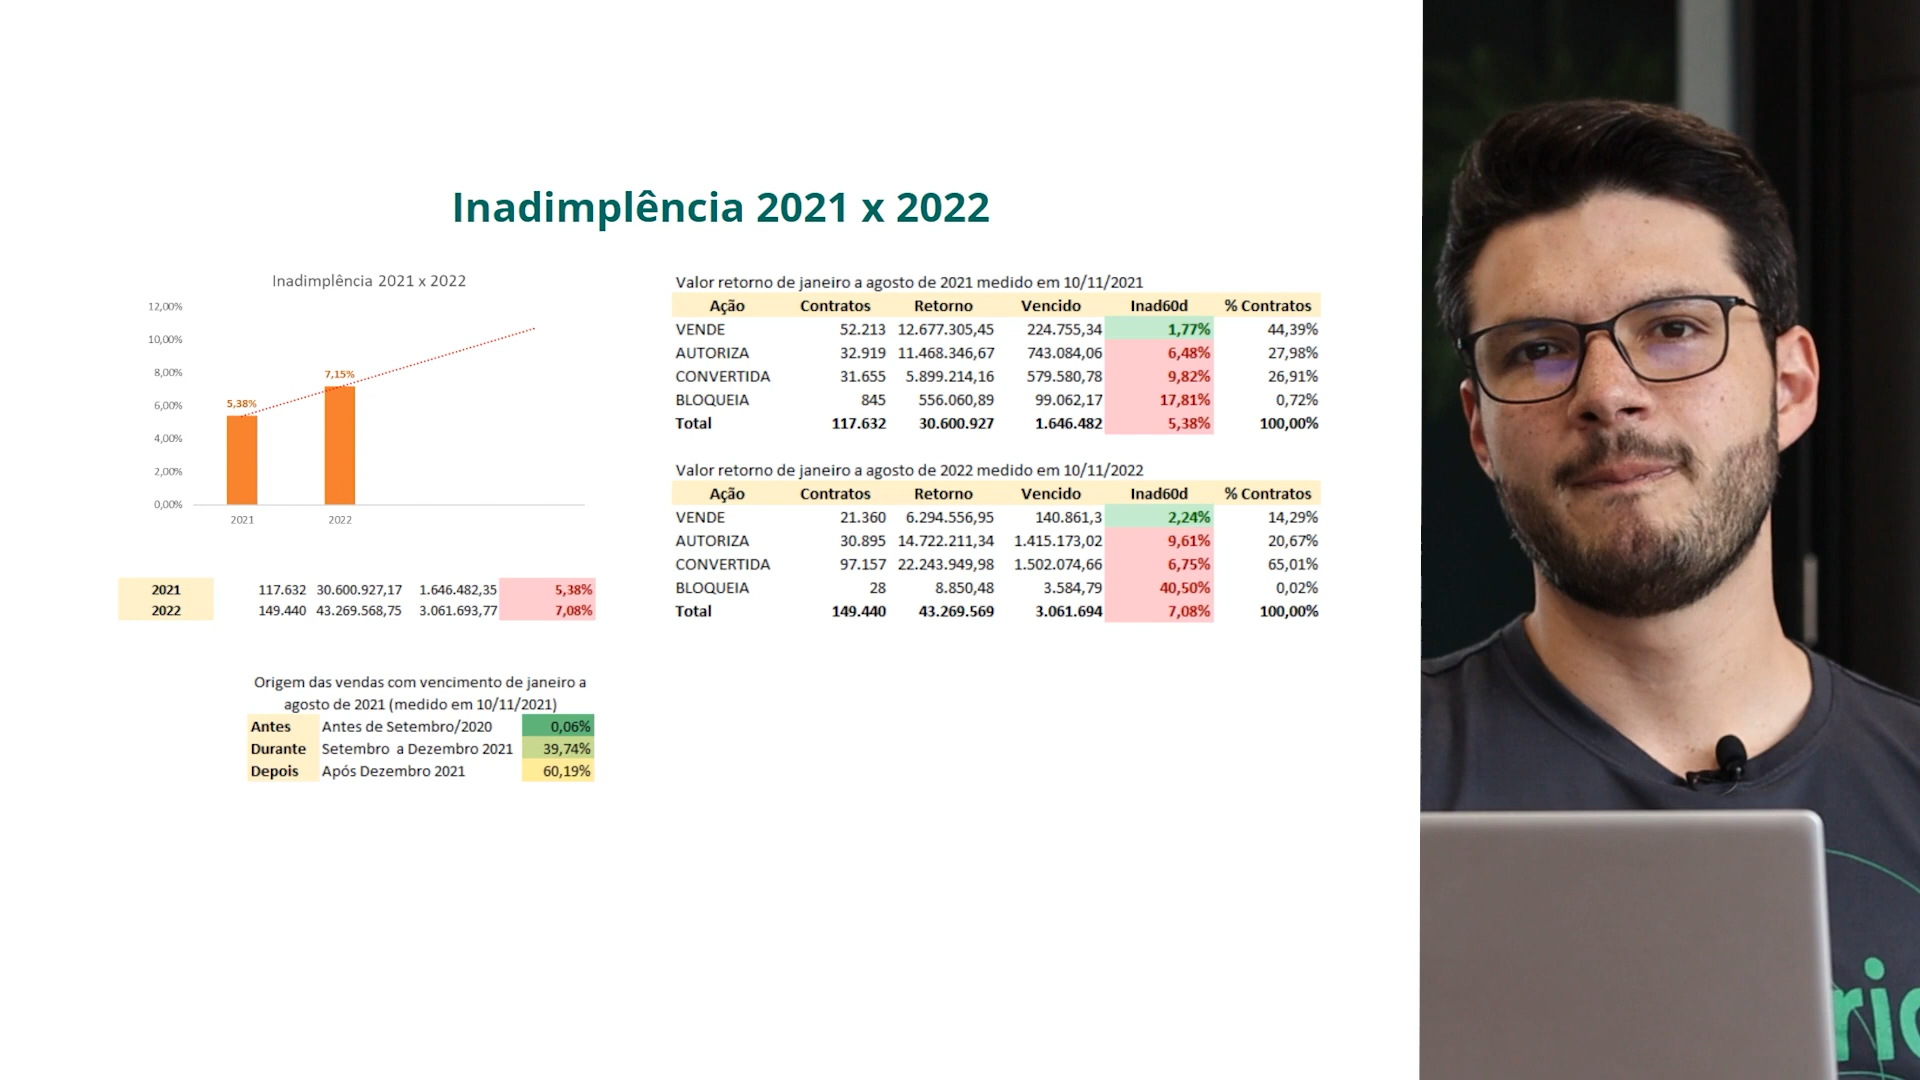 Inadimplência 2021 x 2022
Inadimplência 2021 x 2022
12,00%
10,00%
8,00%
6,00%
4,00%
2,00%
0,00%
5,38%
7,15%
2021
2022
2021 117.632 30.600.927,17 1.646.482,35 5,38%
2022 149.440 43.269.568,75 3.061.693,77 7,08%
Origem das vendas com vencimento de janeiro a
agosto de 2021 (medido em 10/11/2021)
Antes Antes de Setembro/2020 0,06%
Durante Setembro a Dezembro 2021 39,74%
Depois Após Dezembro 2021 60,19%
Valor retorno de janeiro a agosto de 2021 medido em 10/11/2021
Ação Contratos Retorno Vencido Inad60d % Contratos
VENDE 52.213 12.677.305,45 224.755,34 1,77% 44,39%
AUTORIZA 32.919 11.468.346,67 743.084,06 6,48% 27,98%
CONVERTIDA 31.655 5.899.214,16 579.580,78 9,82% 26,91%
BLOQUEIA 845 556.060,89 99.062,17 17,81% 0,72%
Total 117.632 30.600.927 1.646.482 5,38% 100,00%
Valor retorno de janeiro a agosto de 2022 medido em 10/11/2022
Ação Contratos Retorno Vencido Inad60d % Contratos
VENDE 21.360 6.294.556,95 140.861,3 2,24% 14,29%
AUTORIZA 30.895 14.722.211,34 1.415.173,02 9,61% 20,67%
CONVERTIDA 97.157 22.243.949,98 1.502.074,66 6,75% 65,01%
BLOQUEIA 28 8.850,48 3.584,79 40,50% 0,02%
Total 149.440 43.269.569 3.061.694 7,08% 100,00%